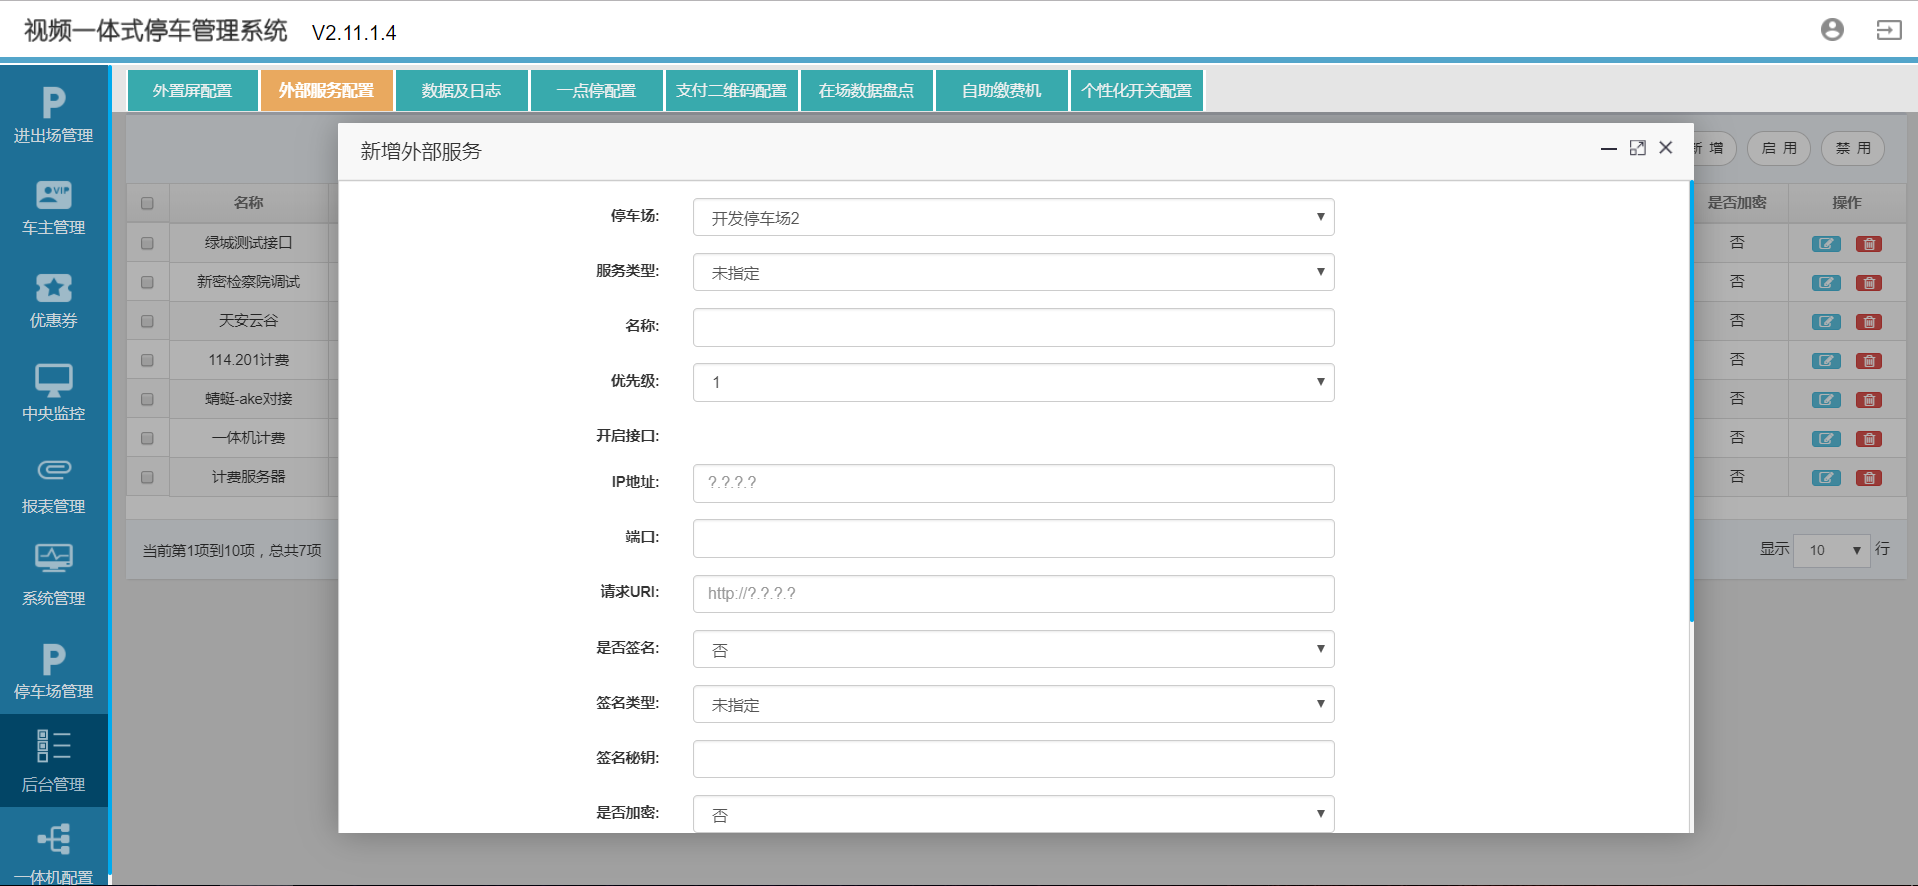 视频一体式停车管理系统 V2.11.1.4
进出场管理
车主管理
优惠券
中央监控
报表管理
系统管理
停车场管理
后台管理
一体机配置
外置屏配置 外部服务配置 数据及日志 一点停配置 支付二维码配置 在场数据盘点 自助缴费机 个性化开关配置
新 增 启 用 禁 用
名称 是否加密 操作
绿城测试接口 否
新密检察院调试 否
天安云谷 否
114.201计费 否
蜻蜓-ake对接 否
一体机计费 否
计费服务器 否
当前第1项到10项，总共7项 显示 10 行
新增外部服务
停车场: 开发停车场2
服务类型: 未指定
名称:
优先级: 1
开启接口:
IP地址: ?.?.?.?
端口:
请求URI: http://?.?.?.?
是否签名: 否
签名类型: 未指定
签名秘钥:
是否加密: 否